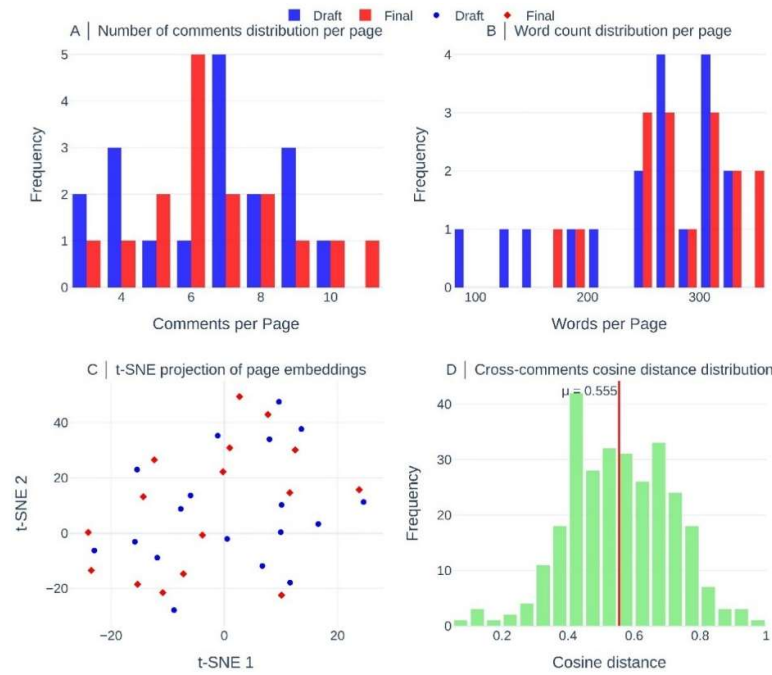 Draft Final Draft Final
A | Number of comments distribution per page
5
4
3
2
1
0
Frequency
4 6 8 10
Comments per Page
B | Word count distribution per page
4
3
2
1
0
Frequency
100 200 300
Words per Page
C | t-SNE projection of page embeddings
40
20
0
−20
t-SNE 2
−20 0 20
t-SNE 1
D | Cross-comments cosine distance distribution
μ = 0.555
40
30
20
10
0
Frequency
0.2 0.4 0.6 0.8 1
Cosine distance